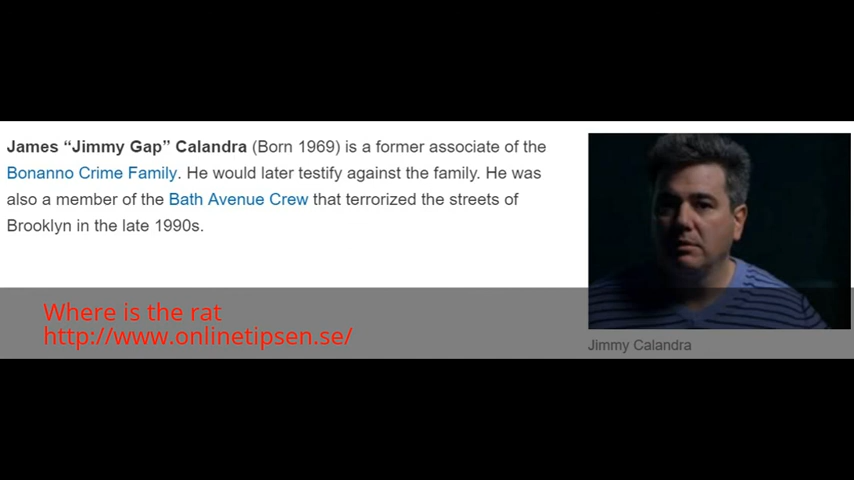 James “Jimmy Gap” Calandra (Born 1969) is a former associate of the
Bonanno Crime Family. He would later testify against the family. He was
also a member of the Bath Avenue Crew that terrorized the streets of
Brooklyn in the late 1990s.
Jimmy Calandra
Where is the rat
http://www.onlinetipsen.se/